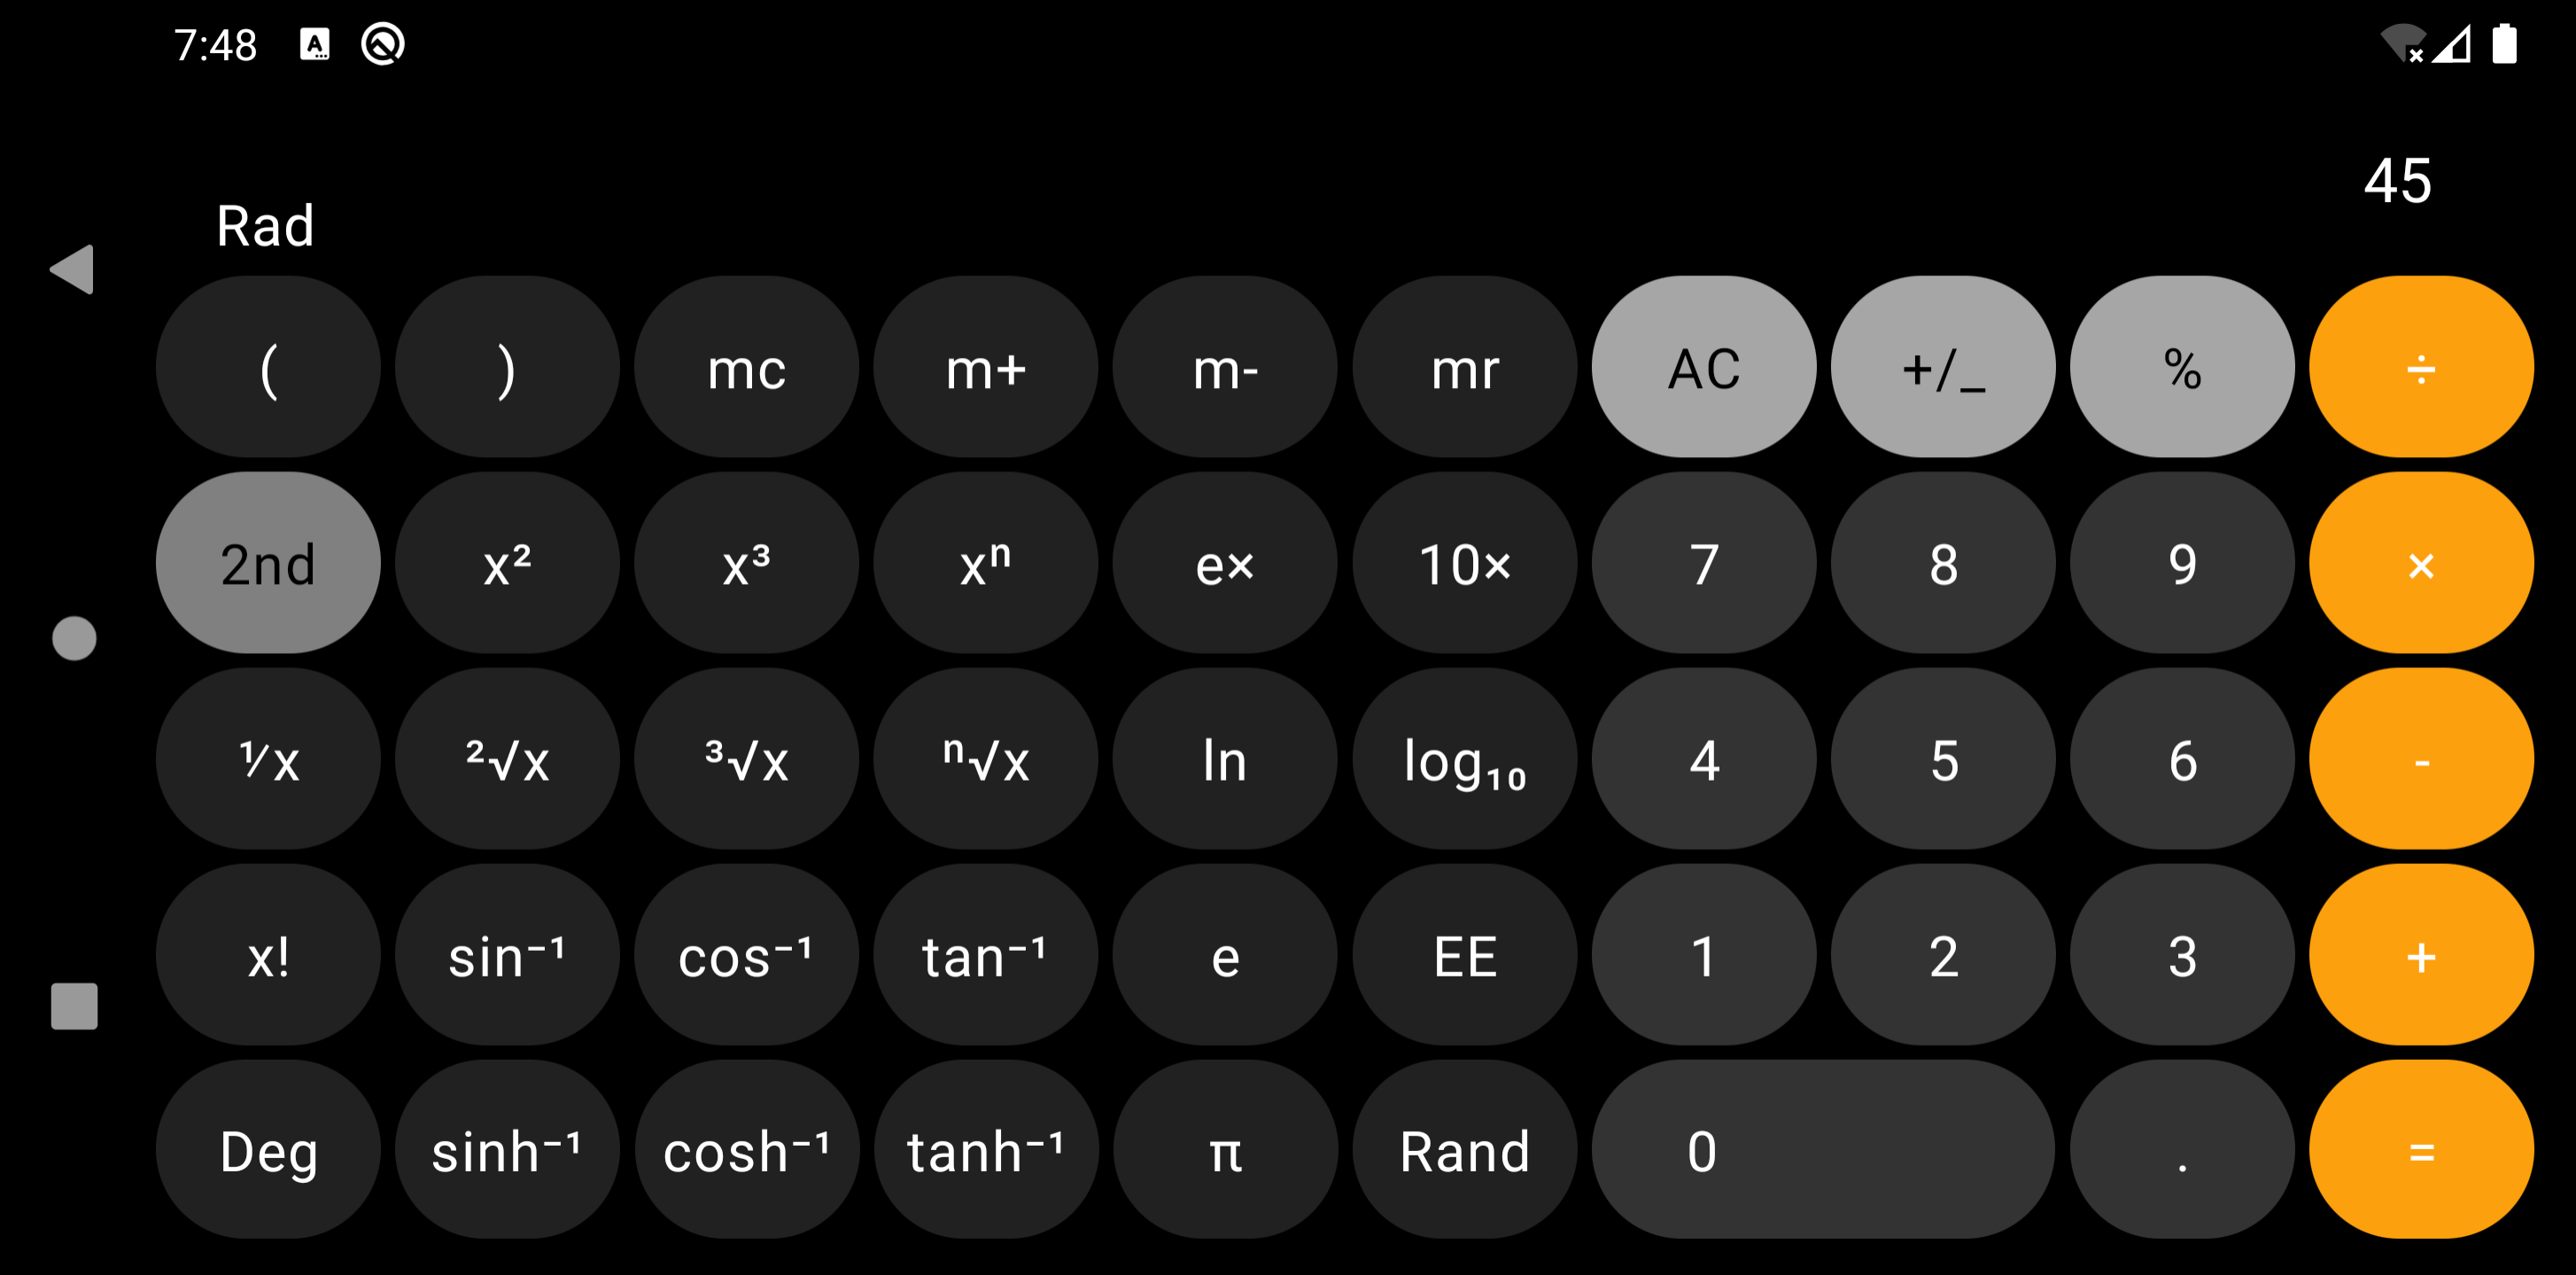 7:48
45
Rad
( ) mc m+ m- mr AC +/_ % ÷
2nd x² x³ xⁿ e× 10× 7 8 9 ×
¹⁄x ²√x ³√x ⁿ√x ln log₁₀ 4 5 6 -
x! sin⁻¹ cos⁻¹ tan⁻¹ e EE 1 2 3 +
Deg sinh⁻¹ cosh⁻¹ tanh⁻¹ π Rand 0 . =